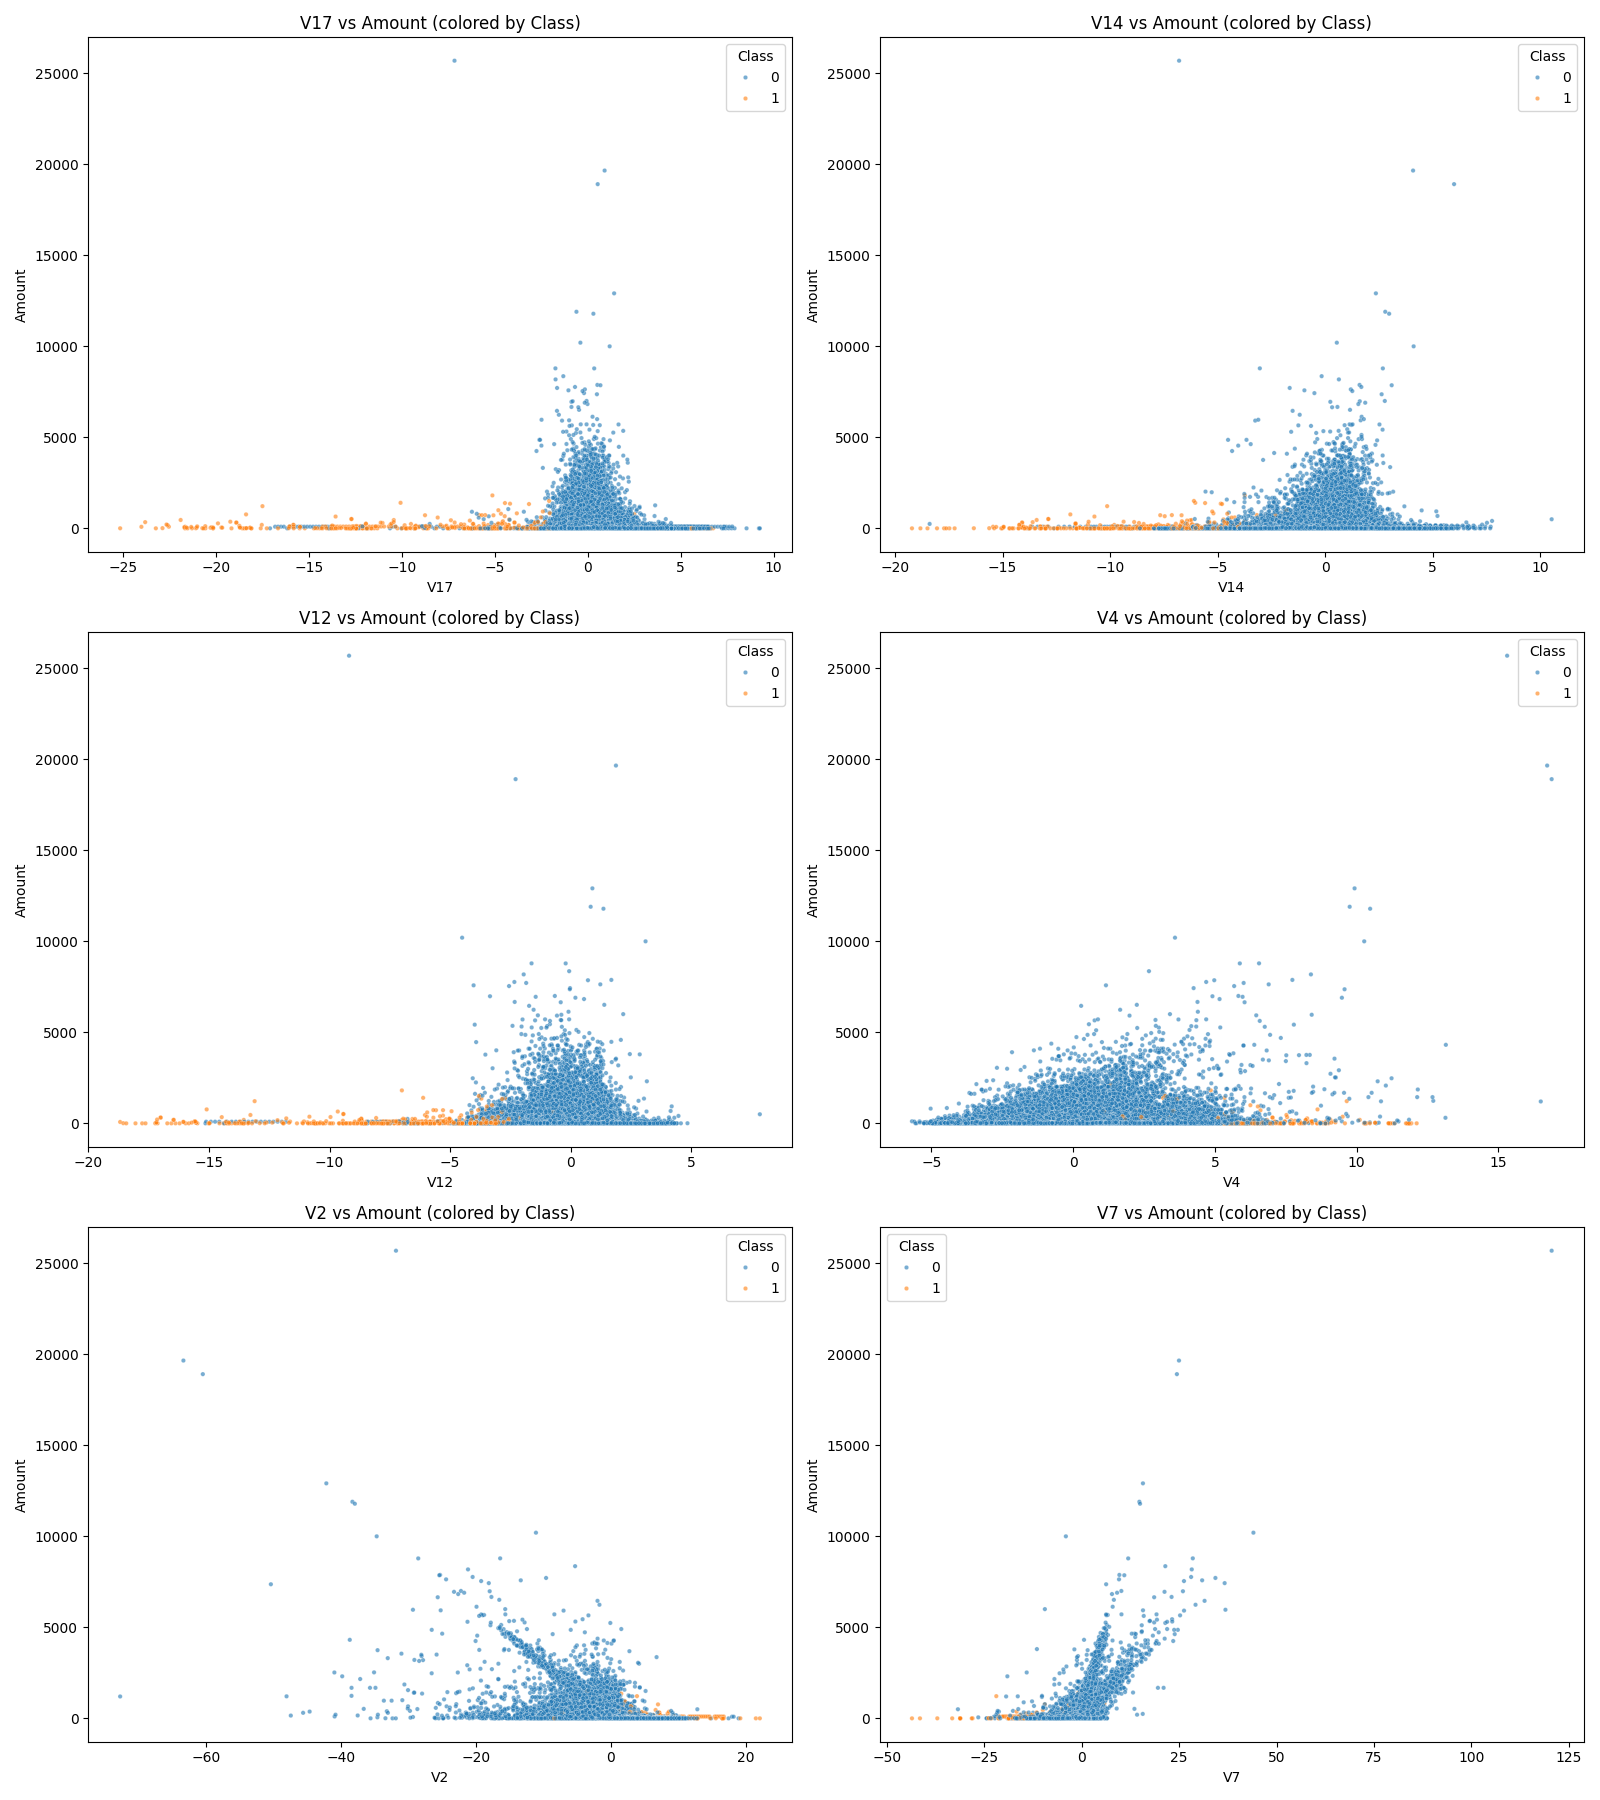 V17 vs Amount (colored by Class)
Class
0
1
25000
20000
15000
10000
5000
0
Amount
−25 −20 −15 −10 −5 0 5 10
V17
V14 vs Amount (colored by Class)
Class
0
1
25000
20000
15000
10000
5000
0
Amount
−20 −15 −10 −5 0 5 10
V14
V12 vs Amount (colored by Class)
Class
0
1
25000
20000
15000
10000
5000
0
Amount
−20 −15 −10 −5 0 5
V12
V4 vs Amount (colored by Class)
Class
0
1
25000
20000
15000
10000
5000
0
Amount
−5 0 5 10 15
V4
V2 vs Amount (colored by Class)
Class
0
1
25000
20000
15000
10000
5000
0
Amount
−60 −40 −20 0 20
V2
V7 vs Amount (colored by Class)
Class
0
1
25000
20000
15000
10000
5000
0
Amount
−50 −25 0 25 50 75 100 125
V7